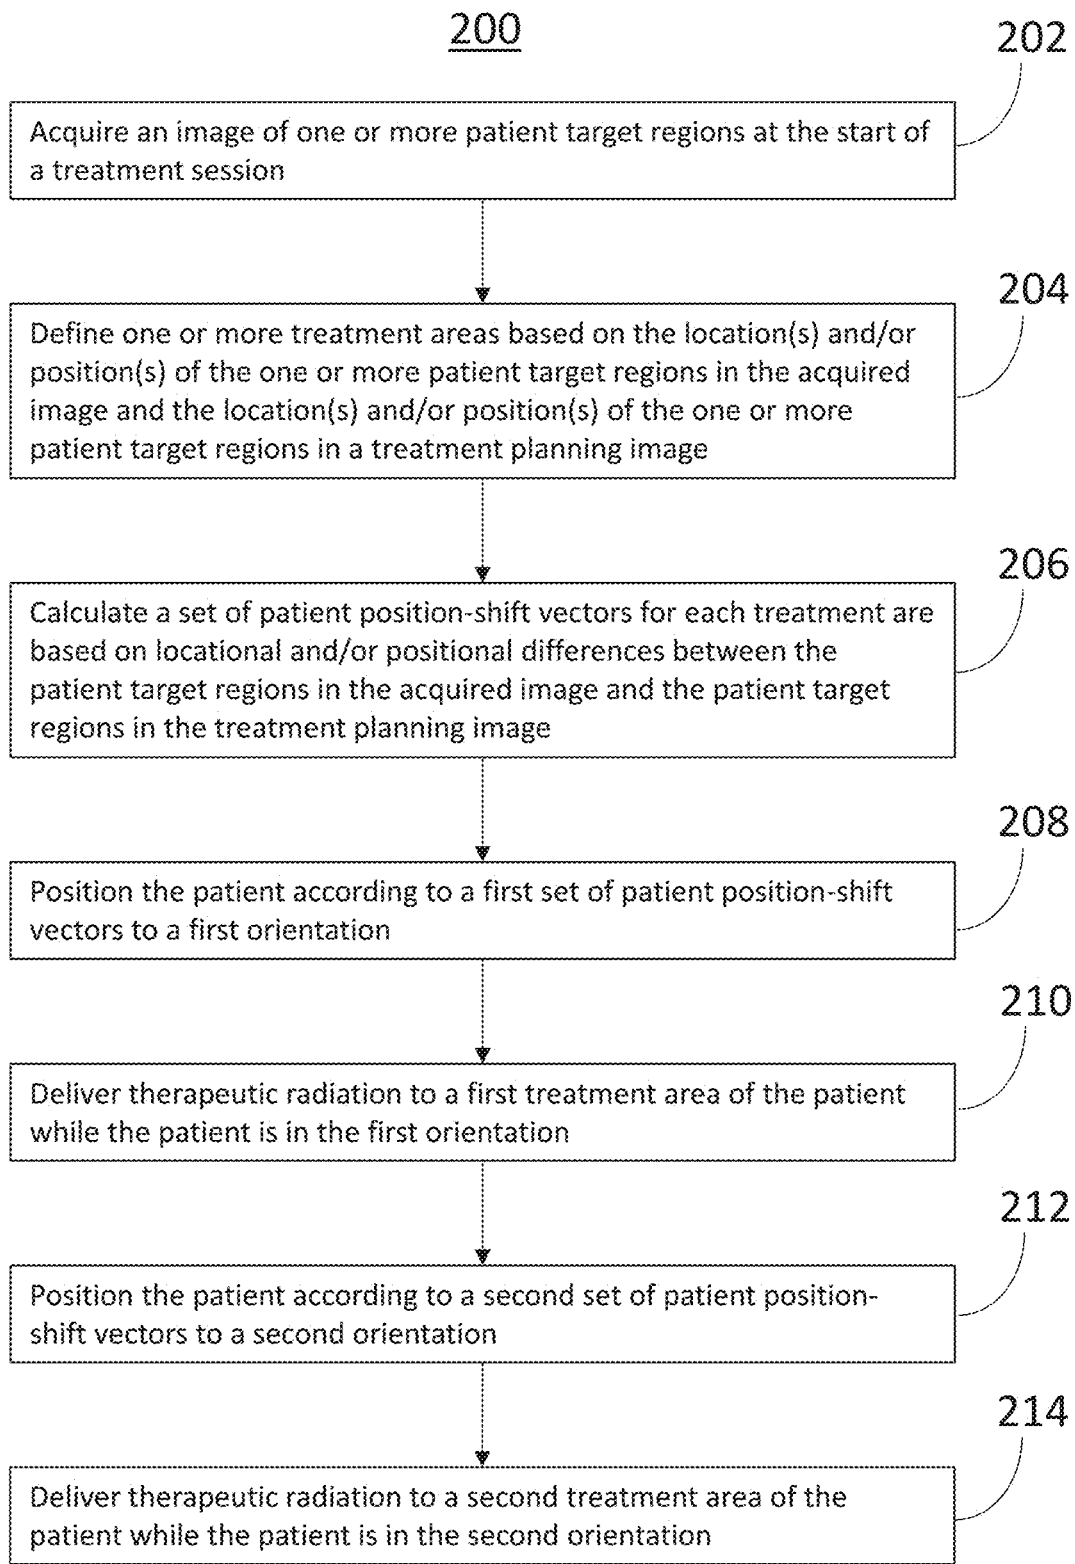 200
202
Acquire an image of one or more patient target regions at the start of
a treatment session
204
Define one or more treatment areas based on the location(s) and/or
position(s) of the one or more patient target regions in the acquired
image and the location(s) and/or position(s) of the one or more
patient target regions in a treatment planning image
206
Calculate a set of patient position-shift vectors for each treatment are
based on locational and/or positional differences between the
patient target regions in the acquired image and the patient target
regions in the treatment planning image
208
Position the patient according to a first set of patient position-shift
vectors to a first orientation
210
Deliver therapeutic radiation to a first treatment area of the patient
while the patient is in the first orientation
212
Position the patient according to a second set of patient position-
shift vectors to a second orientation
214
Deliver therapeutic radiation to a second treatment area of the
patient while the patient is in the second orientation